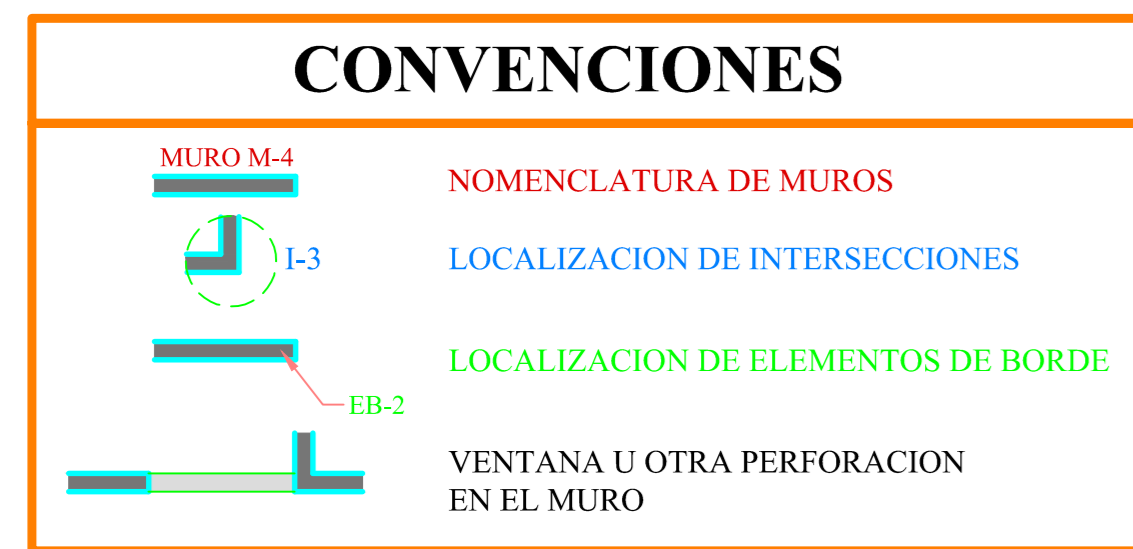 CONVENCIONES
MURO M-4
NOMENCLATURA DE MUROS
I-3
LOCALIZACION DE INTERSECCIONES
LOCALIZACION DE ELEMENTOS DE BORDE
EB-2
VENTANA U OTRA PERFORACION
EN EL MURO